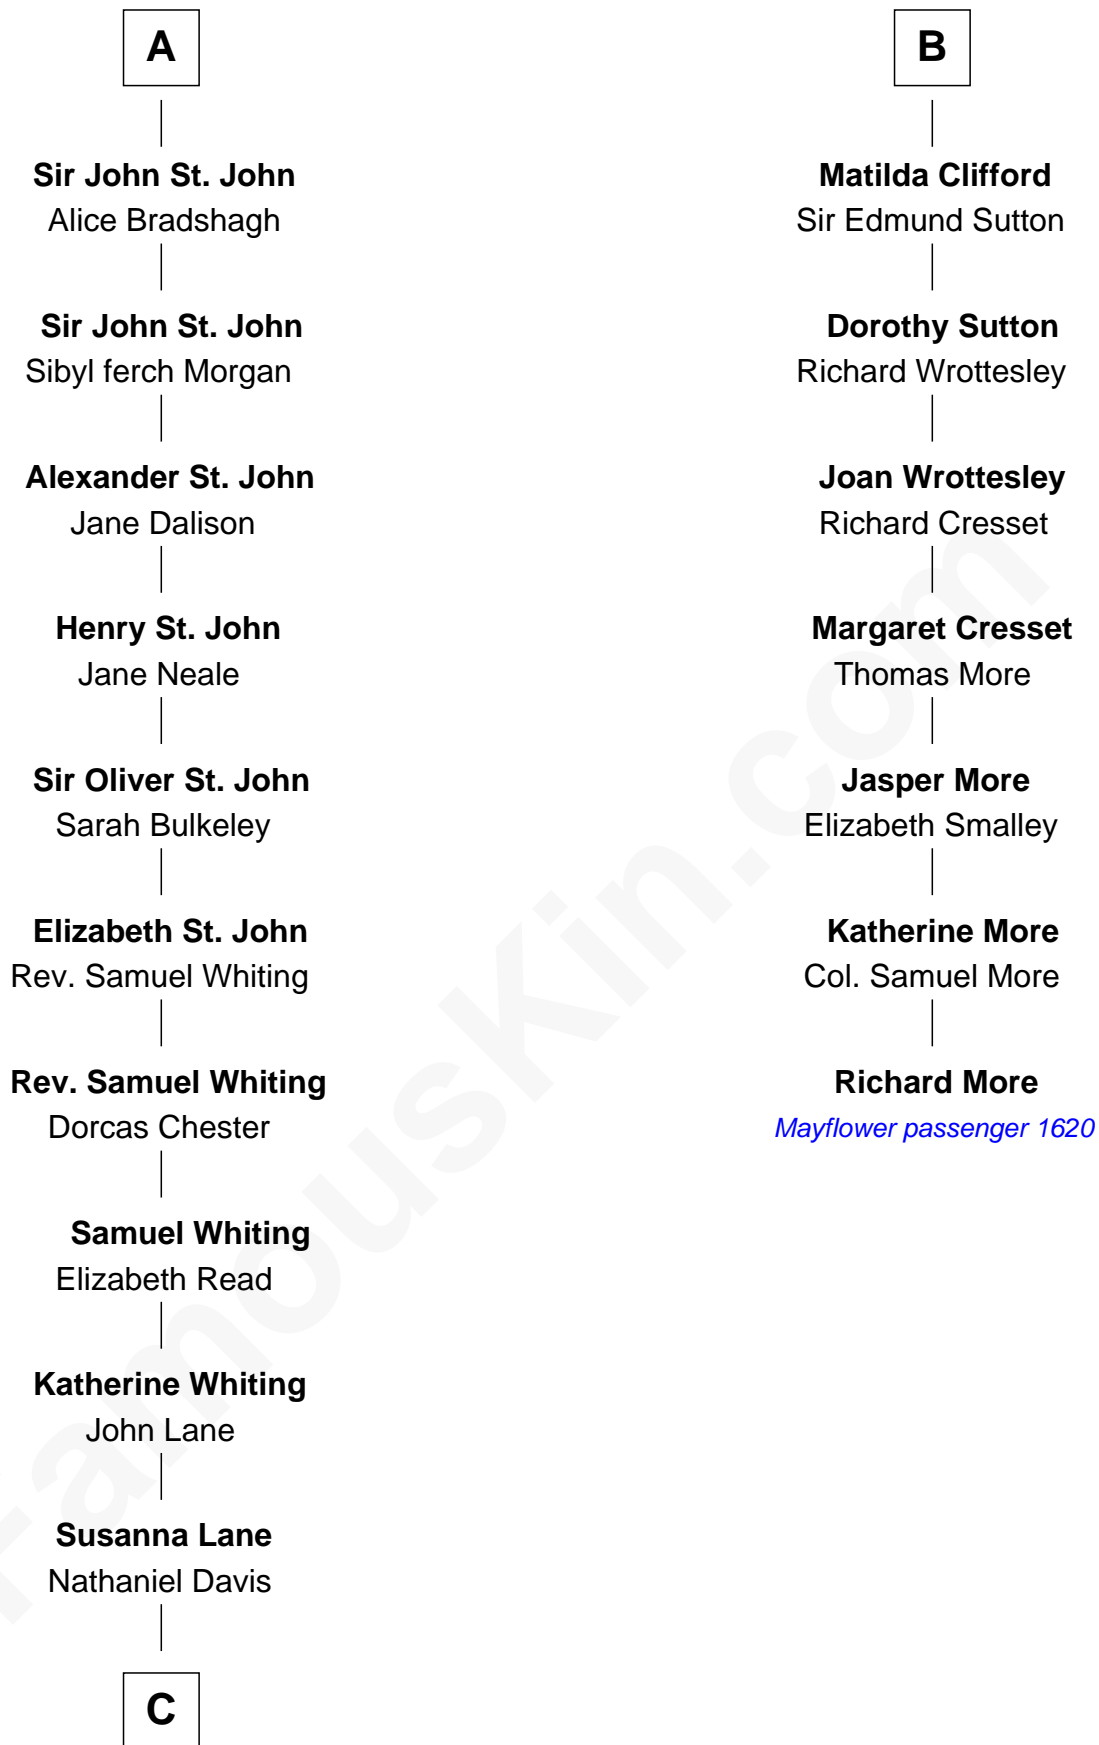 A
Sir John St. John
Alice Bradshagh
Sir John St. John
Sibyl ferch Morgan
Alexander St. John
Jane Dalison
Henry St. John
Jane Neale
Sir Oliver St. John
Sarah Bulkeley
Elizabeth St. John
Rev. Samuel Whiting
Rev. Samuel Whiting
Dorcas Chester
Samuel Whiting
Elizabeth Read
Katherine Whiting
John Lane
Susanna Lane
Nathaniel Davis
C
B
Matilda Clifford
Sir Edmund Sutton
Dorothy Sutton
Richard Wrottesley
Joan Wrottesley
Richard Cresset
Margaret Cresset
Thomas More
Jasper More
Elizabeth Smalley
Katherine More
Col. Samuel More
Richard More
Mayflower passenger 1620
FamousKin.com